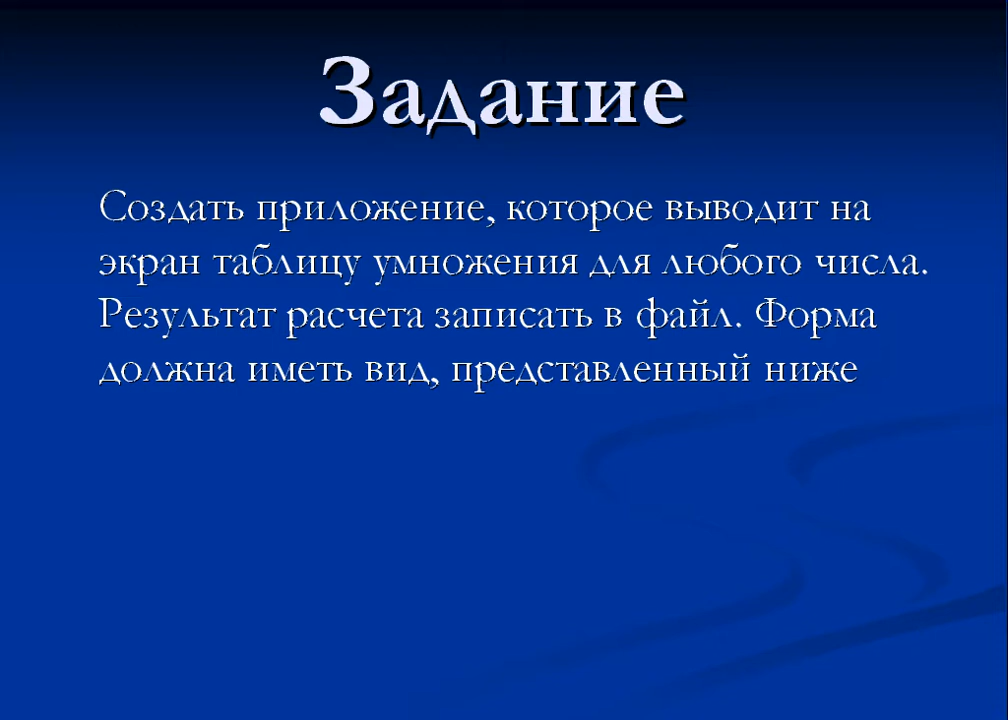 Задание
Создать приложение, которое выводит на
экран таблицу умножения для любого числа.
Результат расчета записать в файл. Форма
должна иметь вид, представленный ниже